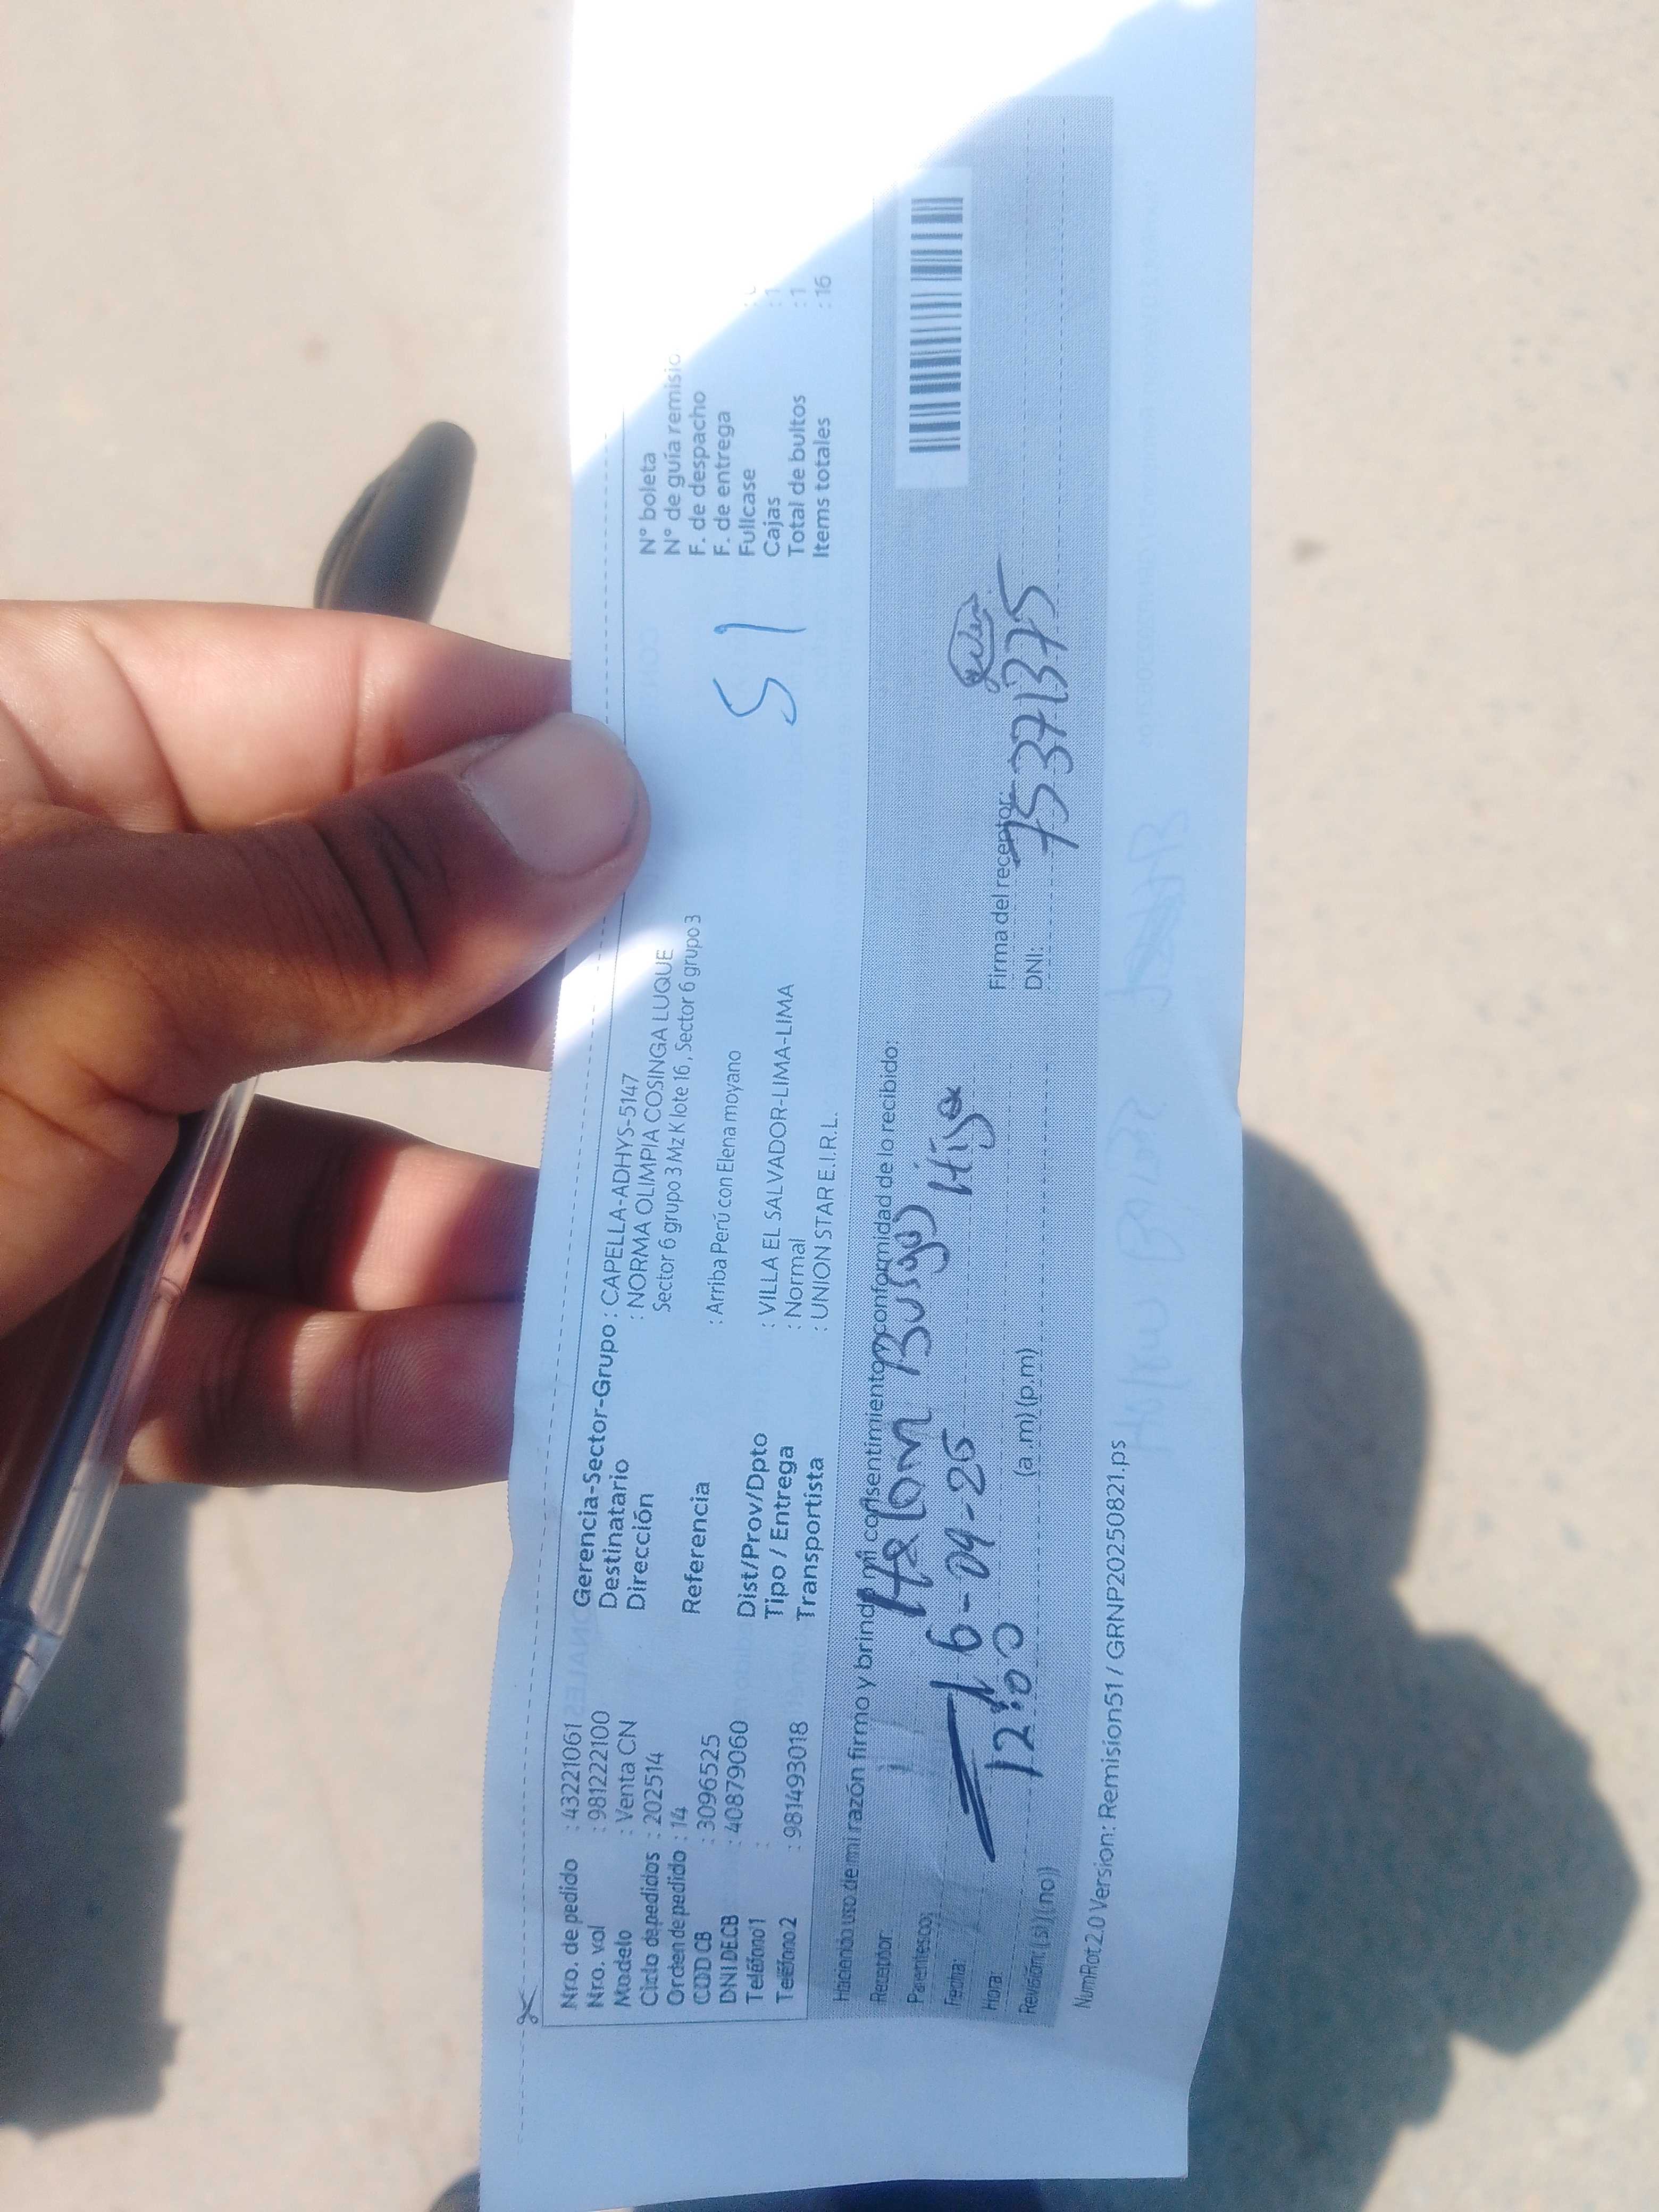 Nro. de pedido : 43221061
Nro. vol : 981222100
Modelo : Venta CN
Ciclo de pedidos : 202514
Orden de pedido : 14
COD CB : 3096525
DNI DE CB : 40879060
Teléfono 1 :
Teléfono 2 : 981493018
Gerencia-Sector-Grupo : CAPELLA-ADHYS-5147
Destinatario : NORMA OLIMPIA COSINGA LUQUE
Dirección Sector 6 grupo 3 Mz K lote 16 , Sector 6 grupo 3
Referencia : Arriba Perú con Elena moyano
Dist/Prov/Dpto : VILLA EL SALVADOR-LIMA-LIMA
Tipo / Entrega : Normal
Transportista : UNION STAR E.I.R.L.
N° boleta
N° de guía remisio
F. de despacho
F. de entrega
Fullcase
Cajas : 1
Total de bultos : 1
Items totales : 16
51
Haciendo uso de mi razón firmo y brindo mi consentimiento y conformidad de lo recibido:
Receptor:
Parentesco: Hija
Fecha: 16-09-25
Hora: 12:00 (a.m) (p.m)
Revisión: (si) (no))
Firma del receptor:
DNI: 75371375
NumRot 2.0 Version: Remision51 / GRNP20250821.ps